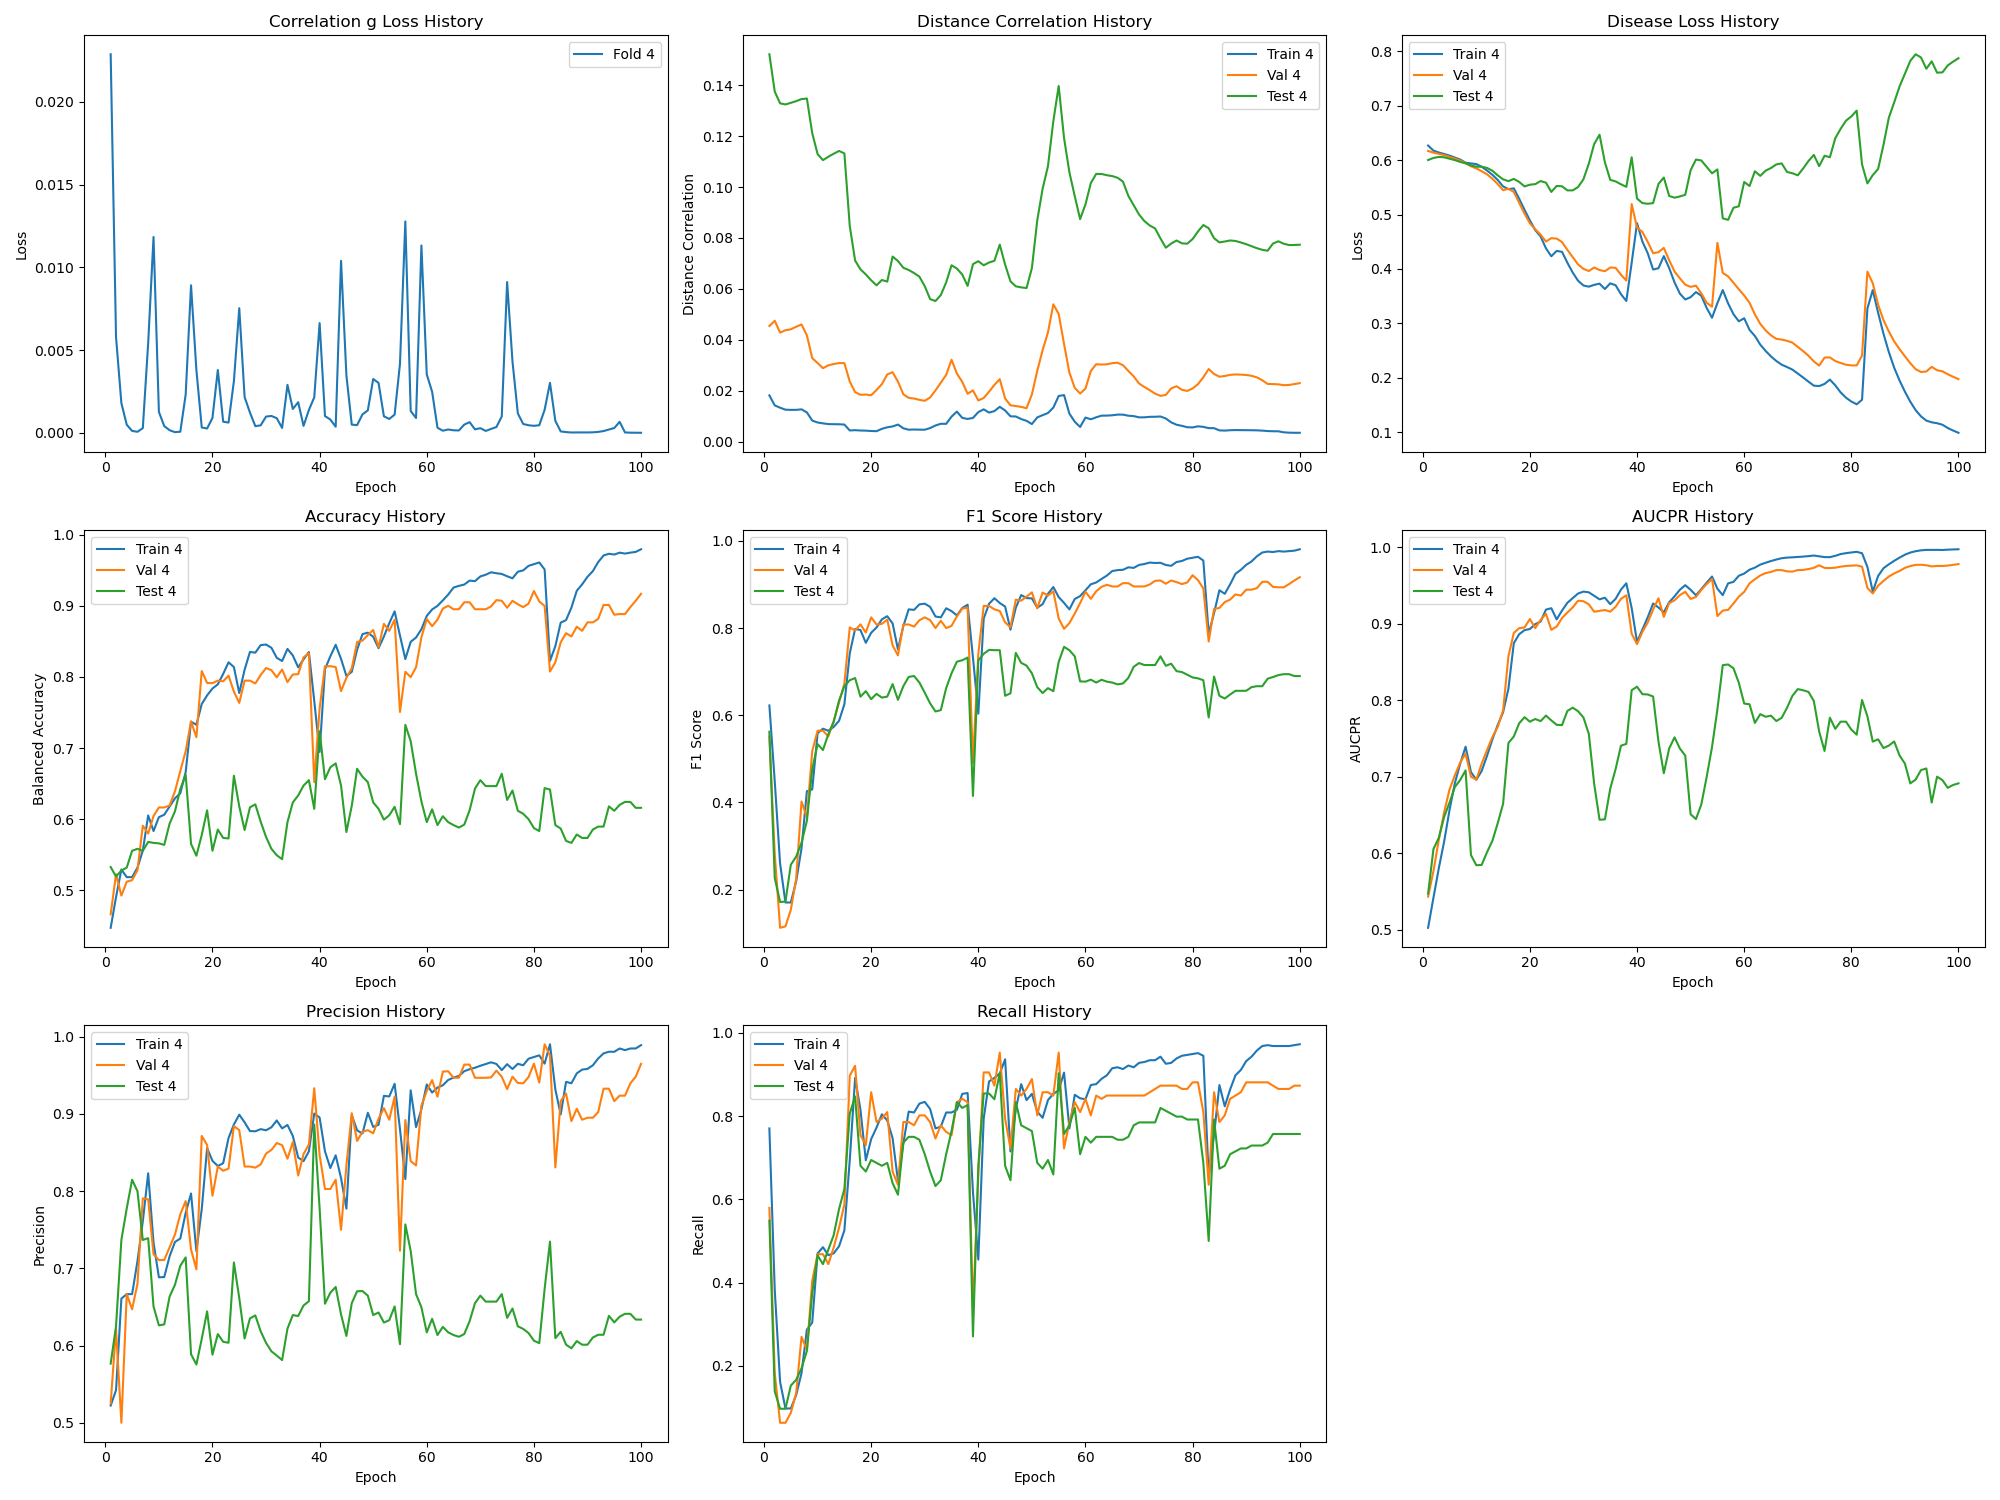 Correlation g Loss History
Fold 4
0.020
0.015
0.010
0.005
0.000
Loss
0 20 40 60 80 100
Epoch
Distance Correlation History
Train 4
Val 4
Test 4
0.14
0.12
0.10
0.08
0.06
0.04
0.02
0.00
Distance Correlation
0 20 40 60 80 100
Epoch
Disease Loss History
Train 4
Val 4
Test 4
0.8
0.7
0.6
0.5
0.4
0.3
0.2
0.1
Loss
0 20 40 60 80 100
Epoch
Accuracy History
Train 4
Val 4
Test 4
1.0
0.9
0.8
0.7
0.6
0.5
Balanced Accuracy
0 20 40 60 80 100
Epoch
F1 Score History
Train 4
Val 4
Test 4
1.0
0.8
0.6
0.4
0.2
F1 Score
0 20 40 60 80 100
Epoch
AUCPR History
Train 4
Val 4
Test 4
1.0
0.9
0.8
0.7
0.6
0.5
AUCPR
0 20 40 60 80 100
Epoch
Precision History
Train 4
Val 4
Test 4
1.0
0.9
0.8
0.7
0.6
0.5
Precision
0 20 40 60 80 100
Epoch
Recall History
Train 4
Val 4
Test 4
1.0
0.8
0.6
0.4
0.2
Recall
0 20 40 60 80 100
Epoch